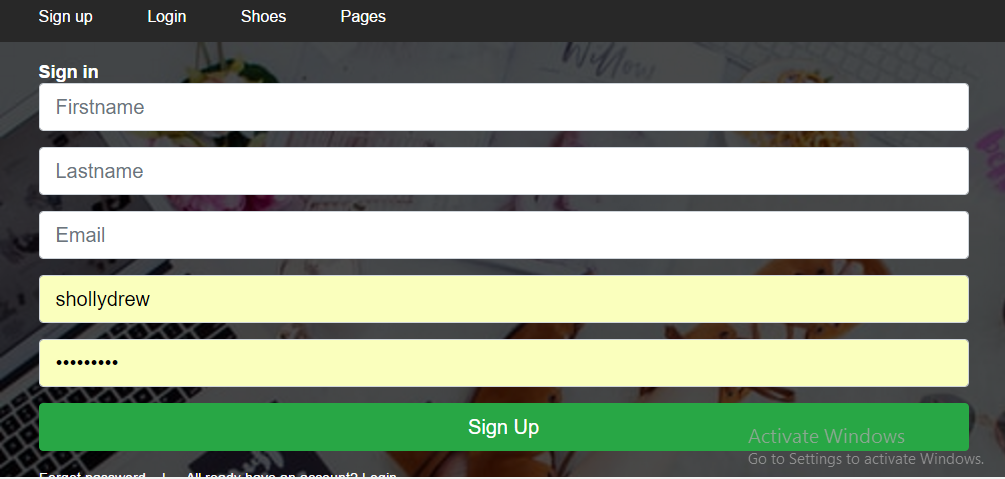 Sign up Login Shoes Pages
Willow
Sign in
Firstname
Lastname
Email
shollydrew
•••••••••
Sign Up
Activate Windows
Go to Settings to activate Windows.
Forgot password | All ready have an account? Login